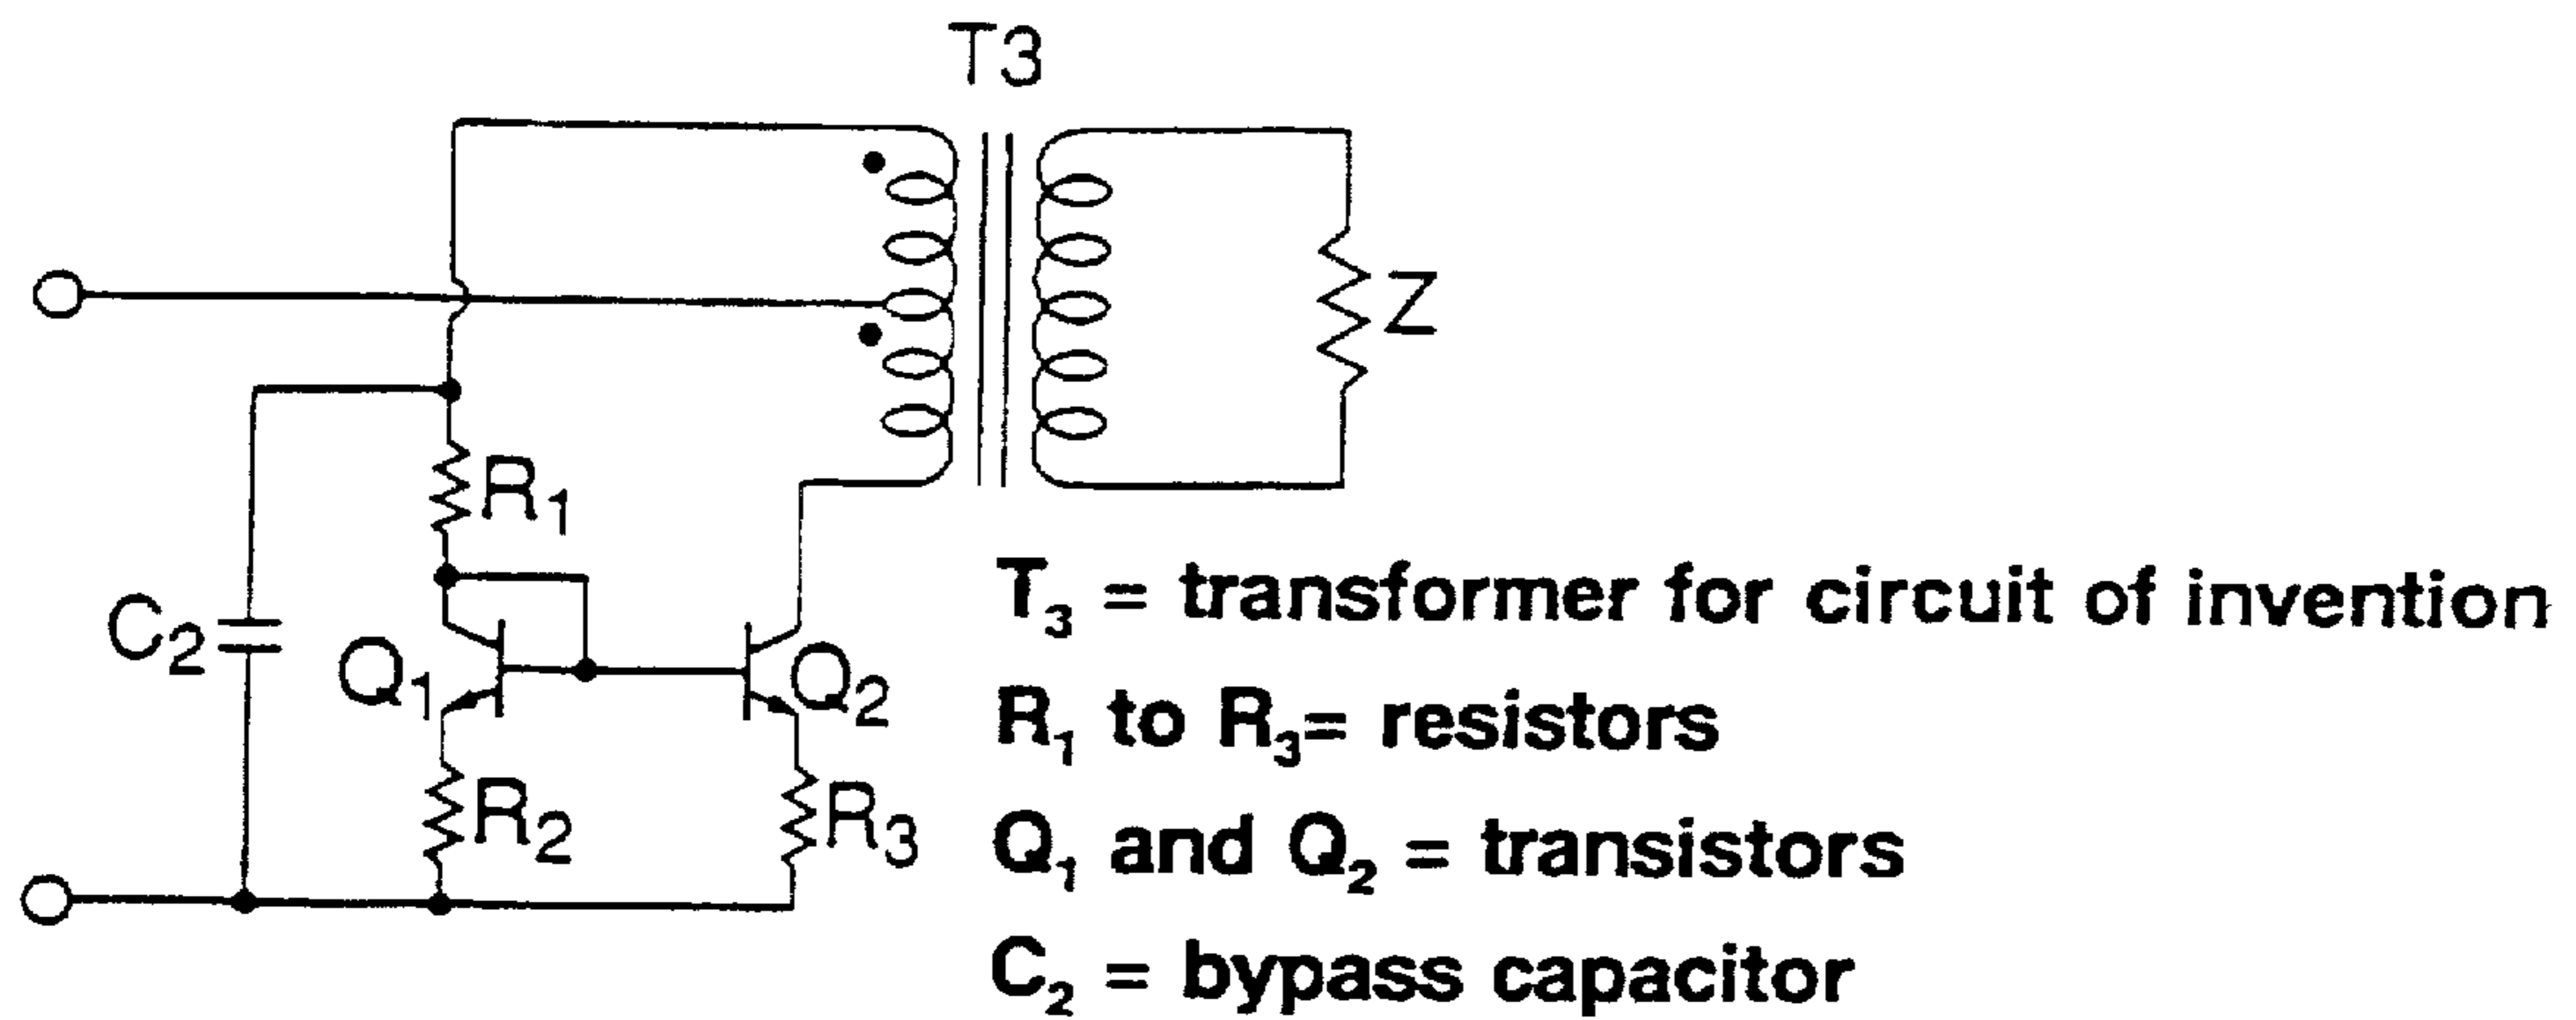 T3
Z
R₁
C₂
Q₁
Q₂
R₂
R₃
T₃ = transformer for circuit of invention
R₁ to R₃= resistors
Q₁ and Q₂ = transistors
C₂ = bypass capacitor